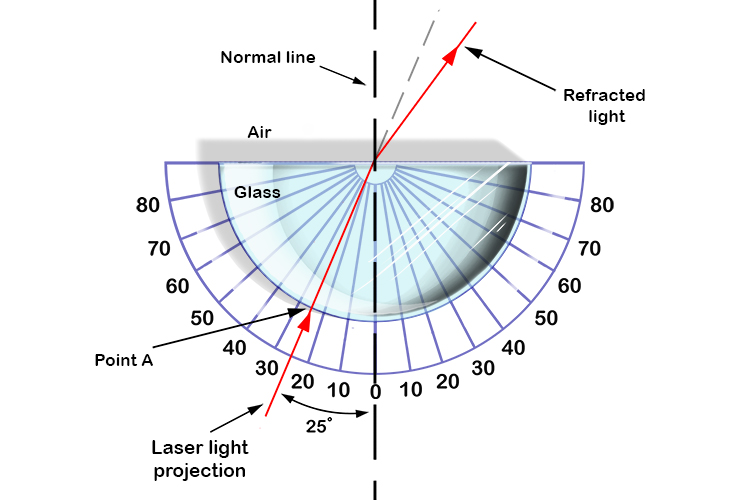 Normal line
Refracted
light
Air
Glass
80
80
70
70
60
60
50
50
40
40
30
30
20
20
10
10
0
Point A
25°
Laser light
projection